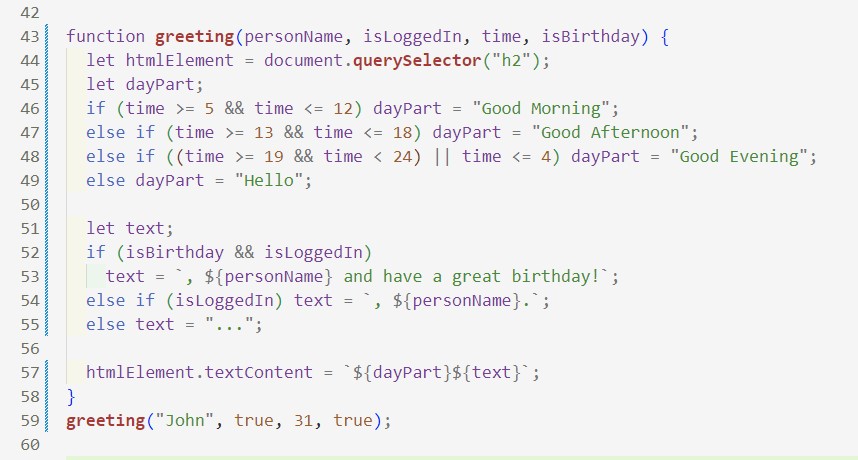 42
43 function greeting(personName, isLoggedIn, time, isBirthday) {
44   let htmlElement = document.querySelector("h2");
45   let dayPart;
46   if (time >= 5 && time <= 12) dayPart = "Good Morning";
47   else if (time >= 13 && time <= 18) dayPart = "Good Afternoon";
48   else if ((time >= 19 && time < 24) || time <= 4) dayPart = "Good Evening";
49   else dayPart = "Hello";
50
51   let text;
52   if (isBirthday && isLoggedIn)
53     text = `, ${personName} and have a great birthday!`;
54   else if (isLoggedIn) text = `, ${personName}.`;
55   else text = "...";
56
57   htmlElement.textContent = `${dayPart}${text}`;
58 }
59 greeting("John", true, 31, true);
60